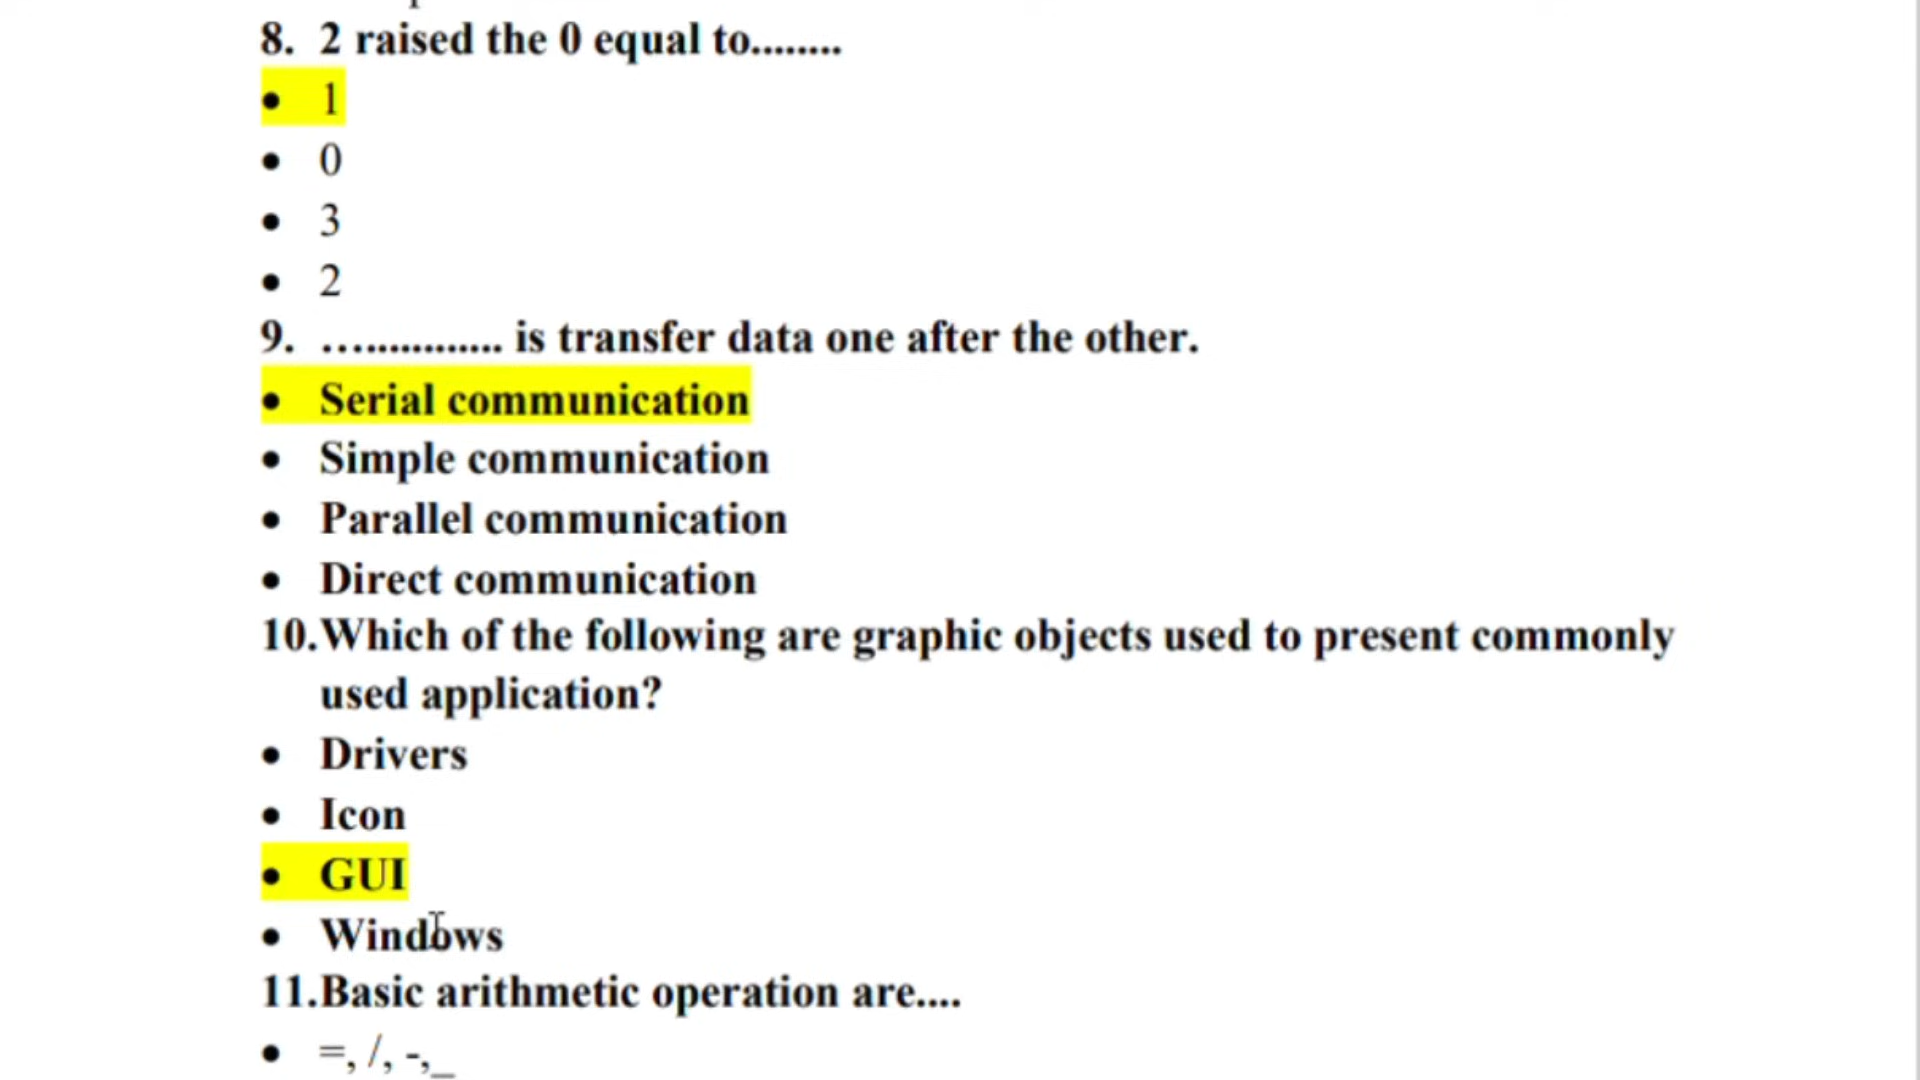 8. 2 raised the 0 equal to........
• 1
• 0
• 3
• 2
9. …............ is transfer data one after the other.
• Serial communication
• Simple communication
• Parallel communication
• Direct communication
10.Which of the following are graphic objects used to present commonly
used application?
• Drivers
• Icon
• GUI
• Windows
11.Basic arithmetic operation are....
• =, /, -,_